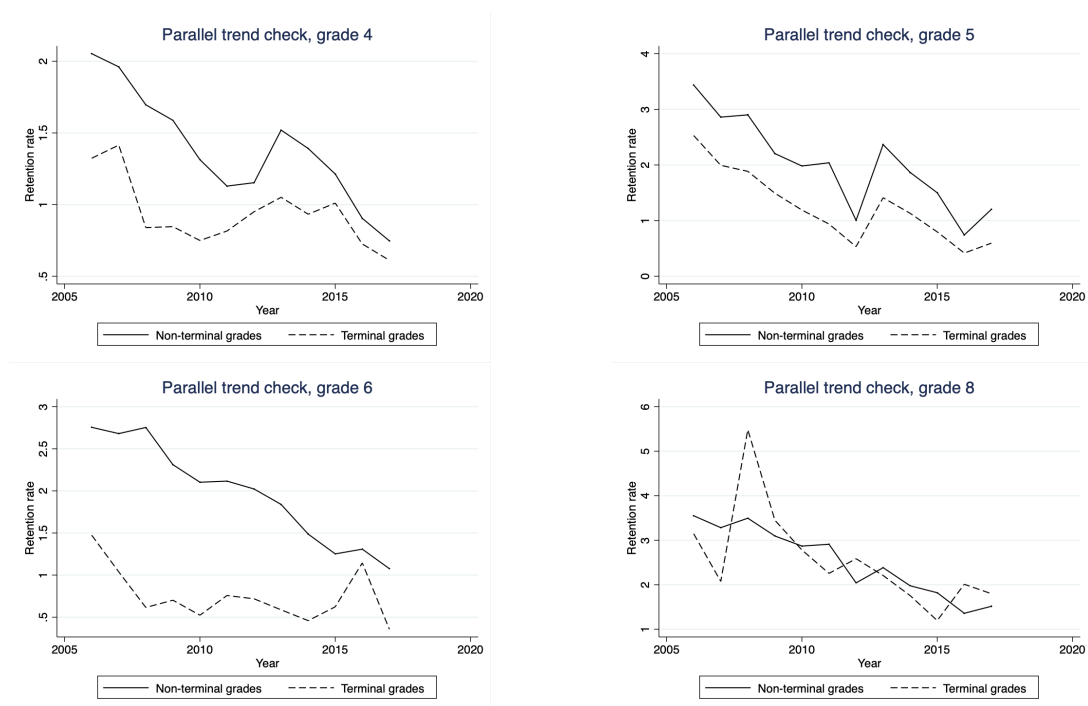 Parallel trend check, grade 4
Retention rate
2
1.5
1
.5
2005 2010 2015 2020
Year
Non-terminal grades Terminal grades
Parallel trend check, grade 5
Retention rate
4
3
2
1
0
2005 2010 2015 2020
Year
Non-terminal grades Terminal grades
Parallel trend check, grade 6
Retention rate
3
2.5
2
1.5
1
.5
2005 2010 2015 2020
Year
Non-terminal grades Terminal grades
Parallel trend check, grade 8
Retention rate
6
5
4
3
2
1
2005 2010 2015 2020
Year
Non-terminal grades Terminal grades